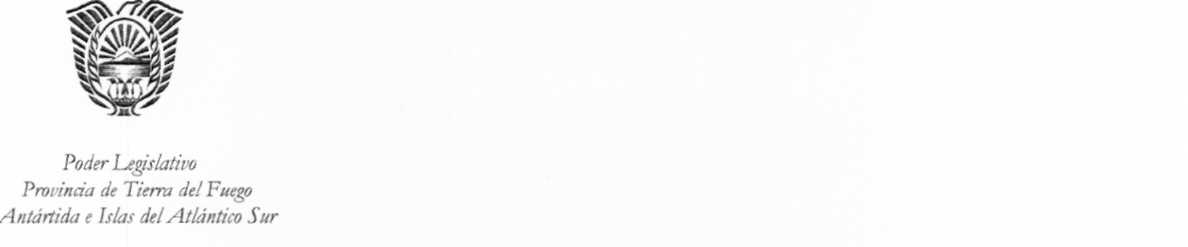 Poder Legislativo
Provincia de Tierra del Fuego
Antártida e Islas del Atlántico Sur